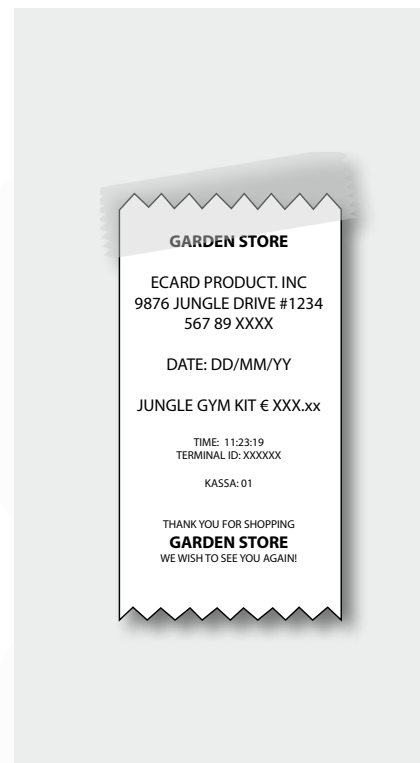 GARDEN STORE
ECARD PRODUCT. INC
9876 JUNGLE DRIVE #1234
567 89 XXXX
DATE: DD/MM/YY
JUNGLE GYM KIT € XXX.xx
TIME: 11:23:19
TERMINAL ID: XXXXXX
KASSA: 01
THANK YOU FOR SHOPPING
GARDEN STORE
WE WISH TO SEE YOU AGAIN!